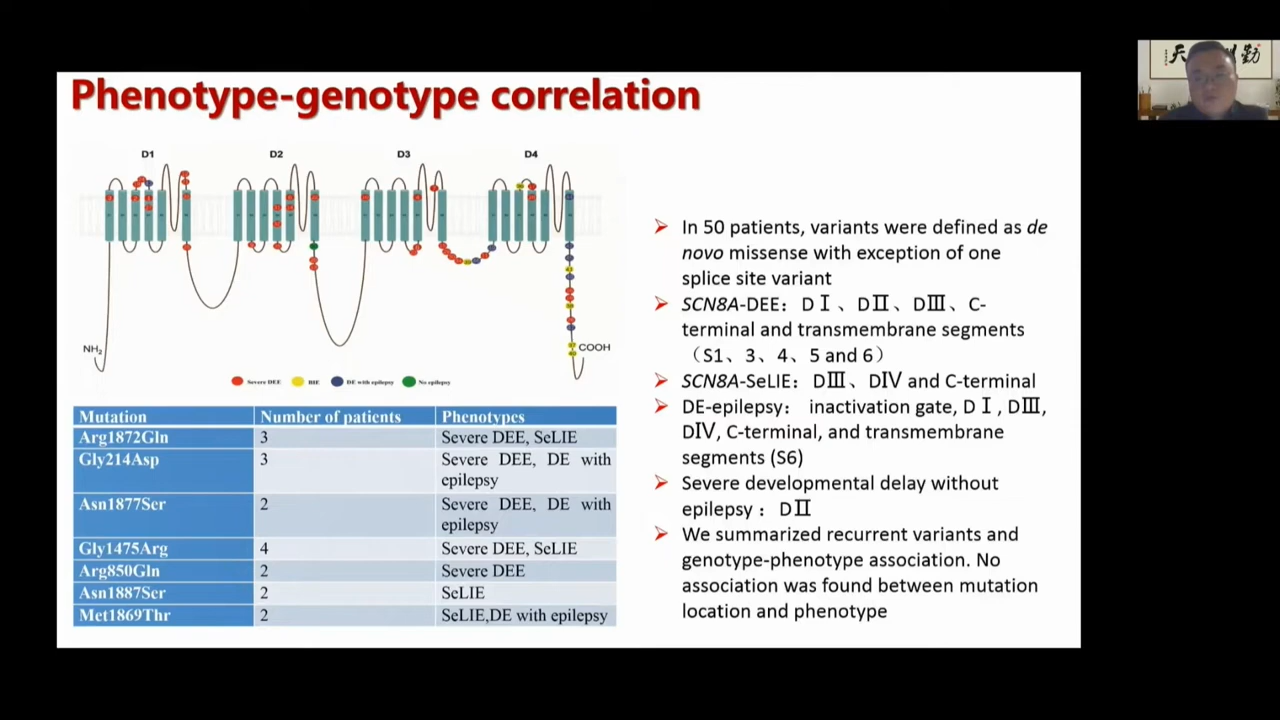 勤
天
Phenotype-genotype correlation
D1 D2 D3 D4
NH2
COOH
Severe DEE BIE DE with epilepsy No epilepsy
Mutation Number of patients Phenotypes
Arg1872Gln 3 Severe DEE, SeLIE
Gly214Asp 3 Severe DEE, DE with
epilepsy
Asn1877Ser 2 Severe DEE, DE with
epilepsy
Gly1475Arg 4 Severe DEE, SeLIE
Arg850Gln 2 Severe DEE
Asn1887Ser 2 SeLIE
Met1869Thr 2 SeLIE,DE with epilepsy
➤ In 50 patients, variants were defined as de
novo missense with exception of one
splice site variant
➤ SCN8A-DEE：DⅠ、DⅡ、DⅢ、C-
terminal and transmembrane segments
（S1、3、4、5 and 6）
➤ SCN8A-SeLIE：DⅢ、DⅣ and C-terminal
➤ DE-epilepsy： inactivation gate, DⅠ, DⅢ,
DⅣ, C-terminal, and transmembrane
segments (S6)
➤ Severe developmental delay without
epilepsy：DⅡ
➤ We summarized recurrent variants and
genotype-phenotype association. No
association was found between mutation
location and phenotype